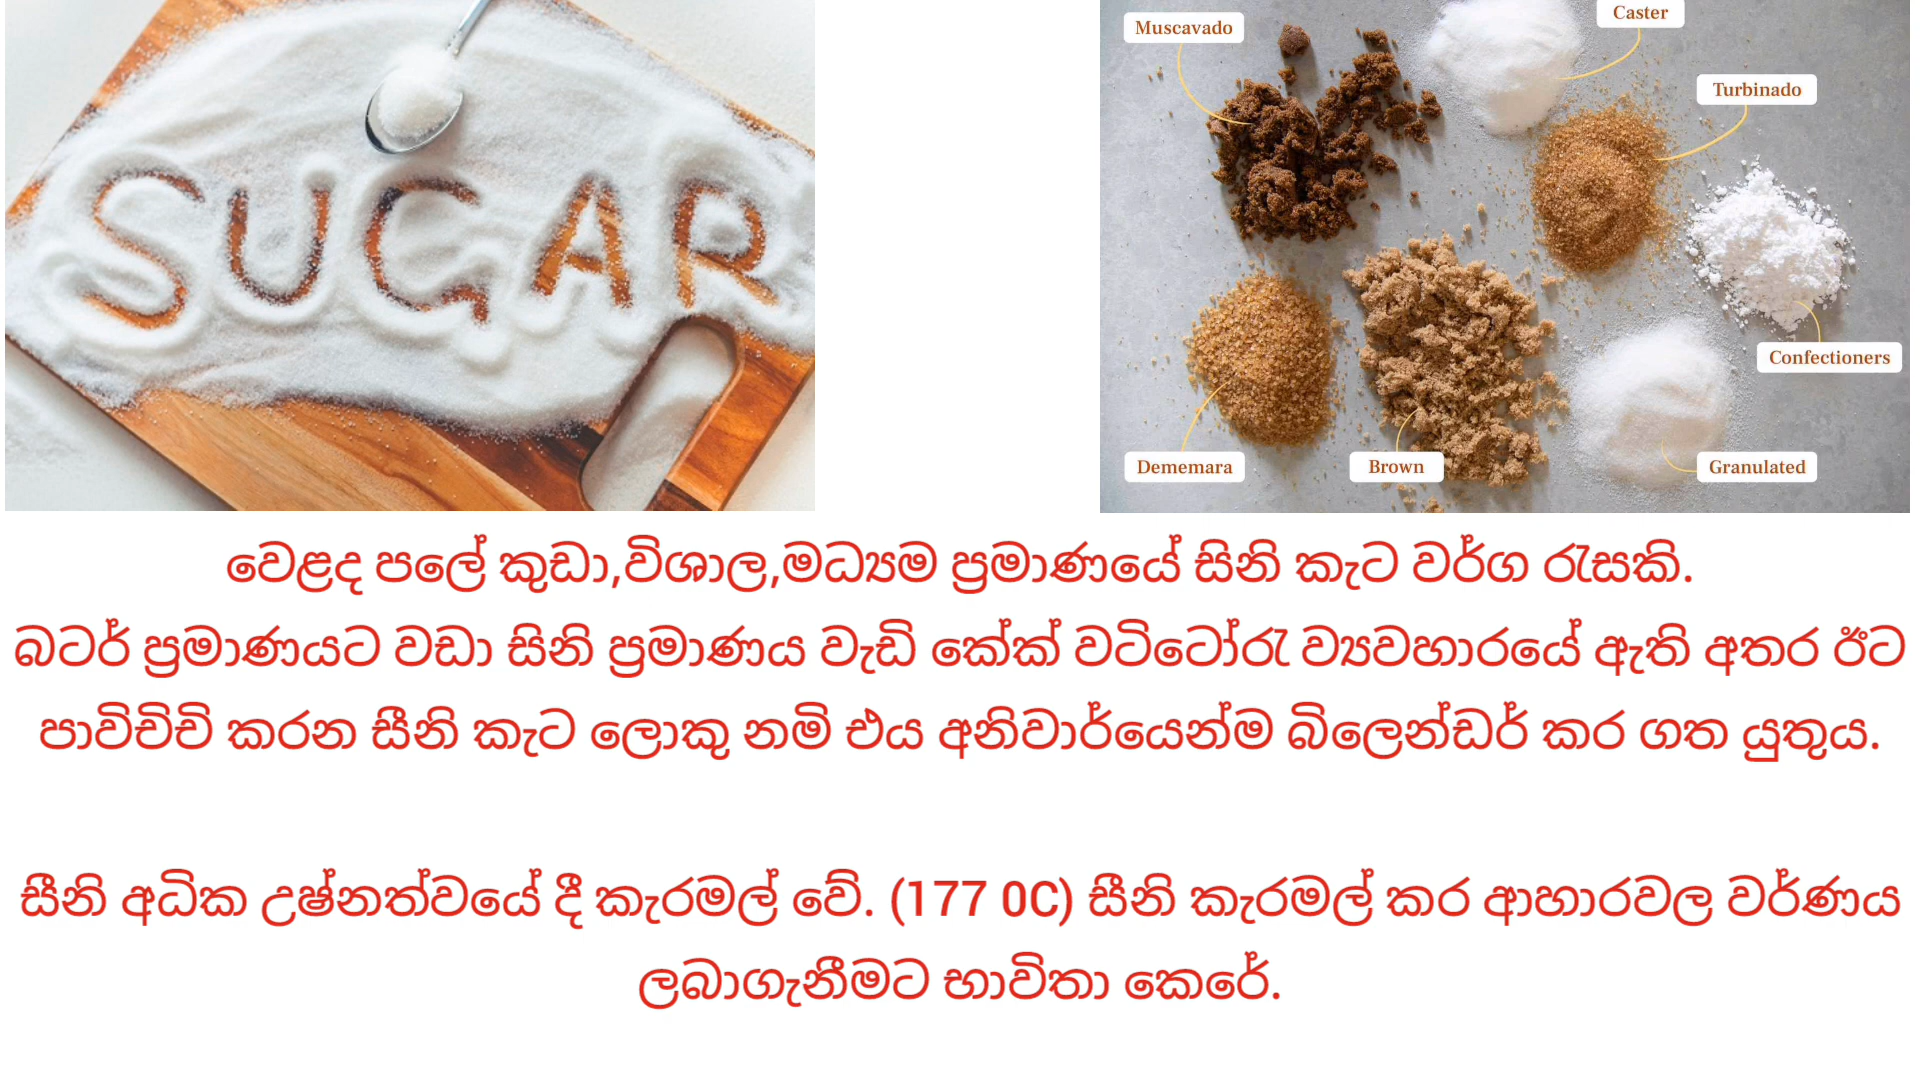 SUGAR
Muscavado
Caster
Turbinado
Confectioners
Dememara
Brown
Granulated
වෙළද පලේ කුඩා,විශාල,මධ්‍යම ප්‍රමාණයේ සිනි කැට වර්ග රැසකි.
බටර් ප්‍රමාණයට වඩා සිනි ප්‍රමාණය වැඩි කේක් වට්ටෝරු ව්‍යවහාරයේ ඇති අතර ඊට
පාවිච්චි කරන සීනි කැට ලොකු නම් එය අනිවාර්යෙන්ම බ්ලෙන්ඩර් කර ගත යුතුය.
සීනි අධික උෂ්නත්වයේ දී කැරමල් වේ. (177 0C) සීනි කැරමල් කර ආහාරවල වර්ණය
ලබාගැනීමට භාවිතා කෙරේ.